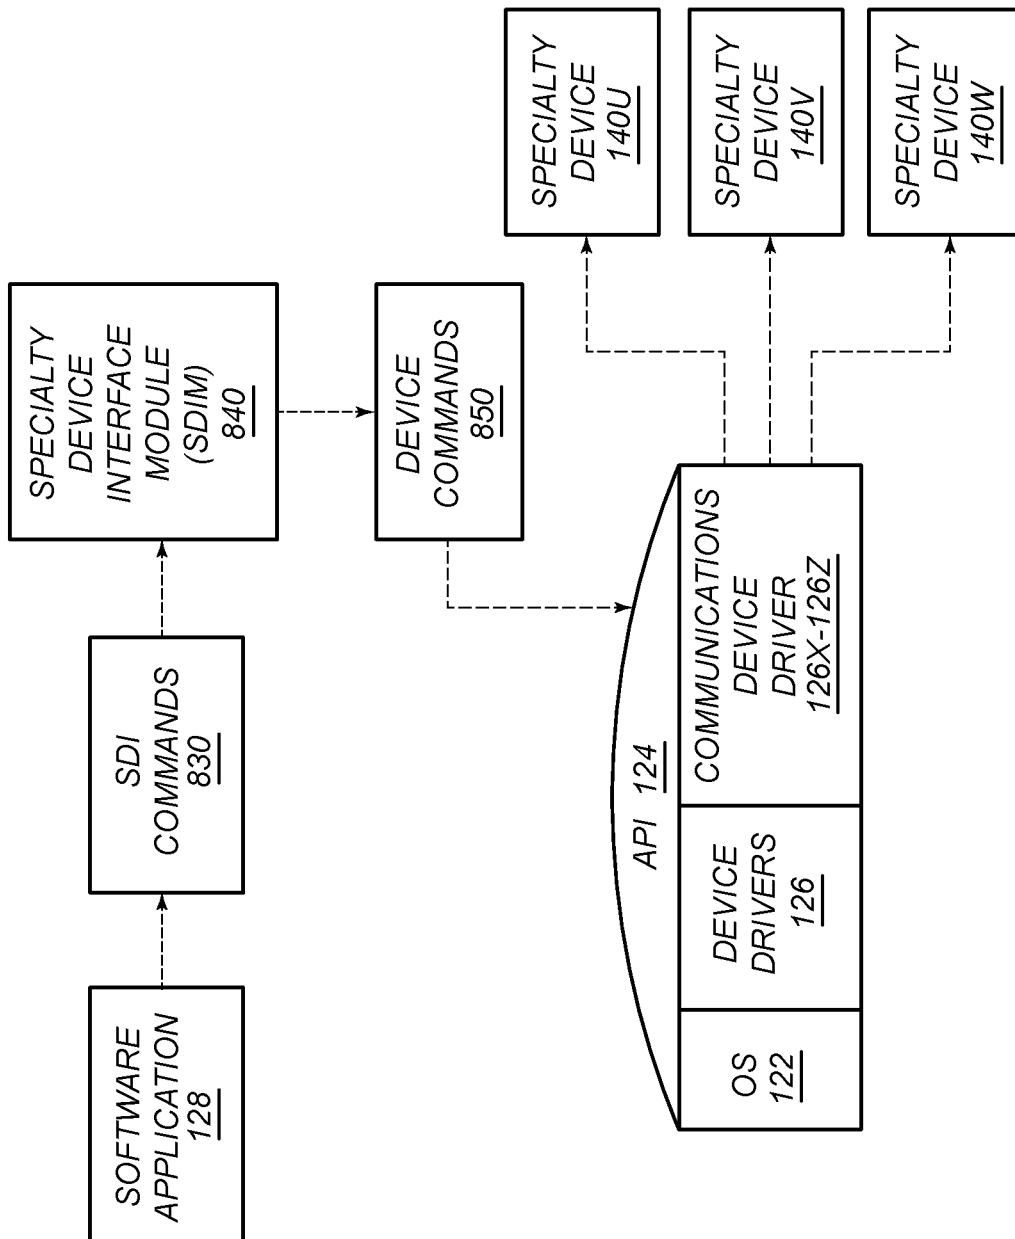 SOFTWARE
APPLICATION
128
SDI
COMMANDS
830
SPECIALTY
DEVICE
INTERFACE
MODULE
(SDIM)
840
DEVICE
COMMANDS
850
API 124
OS
122
DEVICE
DRIVERS
126
COMMUNICATIONS
DEVICE
DRIVER
126X-126Z
SPECIALTY
DEVICE
140U
SPECIALTY
DEVICE
140V
SPECIALTY
DEVICE
140W